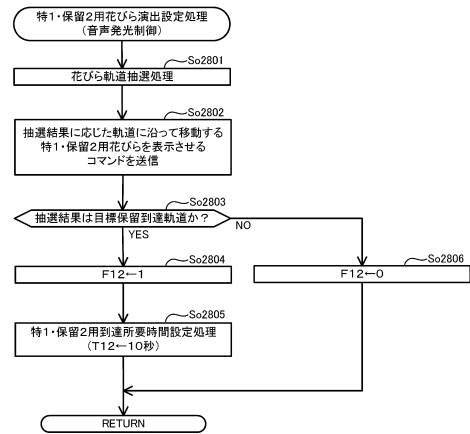 特1・保留2用花びら演出設定処理
(音声発光制御)
So2801
花びら軌道抽選処理
So2802
抽選結果に応じた軌道に沿って移動する
特1・保留2用花びらを表示させる
コマンドを送信
So2803
抽選結果は目標保留到達軌道か?
NO
YES
So2804
F12←1
So2806
F12←0
So2805
特1・保留2用到達所要時間設定処理
(T12←10秒)
RETURN